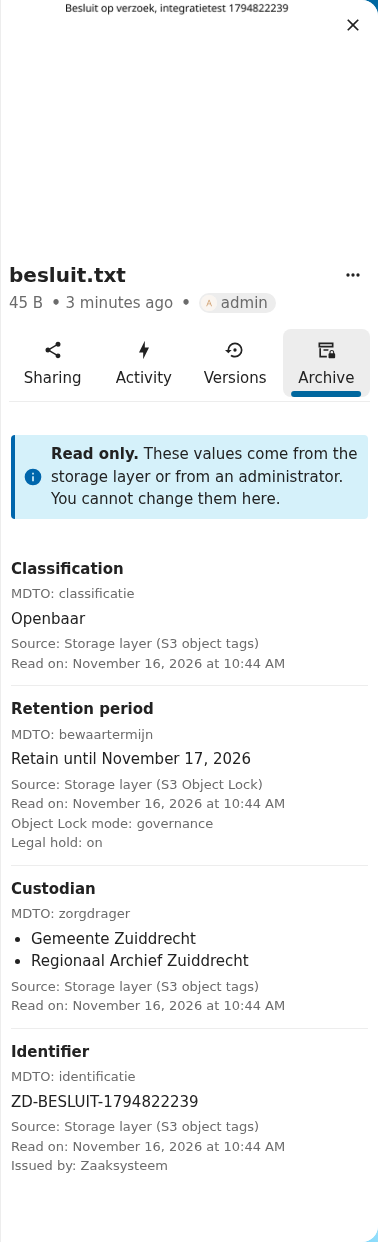 Besluit op verzoek, integratietest 1794822239
besluit.txt
45 B • 3 minutes ago • A admin
Sharing Activity Versions Archive
Read only. These values come from the
storage layer or from an administrator.
You cannot change them here.
Classification
MDTO: classificatie
Openbaar
Source: Storage layer (S3 object tags)
Read on: November 16, 2026 at 10:44 AM
Retention period
MDTO: bewaartermijn
Retain until November 17, 2026
Source: Storage layer (S3 Object Lock)
Read on: November 16, 2026 at 10:44 AM
Object Lock mode: governance
Legal hold: on
Custodian
MDTO: zorgdrager
• Gemeente Zuiddrecht
• Regionaal Archief Zuiddrecht
Source: Storage layer (S3 object tags)
Read on: November 16, 2026 at 10:44 AM
Identifier
MDTO: identificatie
ZD-BESLUIT-1794822239
Source: Storage layer (S3 object tags)
Read on: November 16, 2026 at 10:44 AM
Issued by: Zaaksysteem